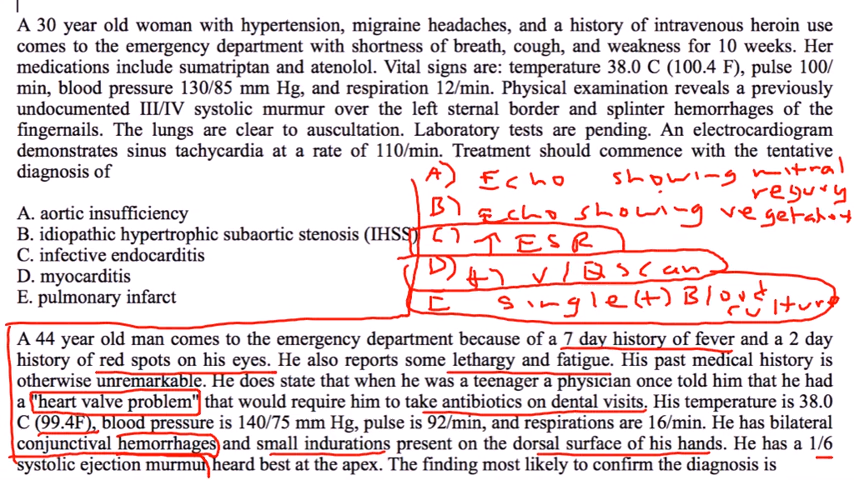 A 30 year old woman with hypertension, migraine headaches, and a history of intravenous heroin use
comes to the emergency department with shortness of breath, cough, and weakness for 10 weeks. Her
medications include sumatriptan and atenolol. Vital signs are: temperature 38.0 C (100.4 F), pulse 100/
min, blood pressure 130/85 mm Hg, and respiration 12/min. Physical examination reveals a previously
undocumented III/IV systolic murmur over the left sternal border and splinter hemorrhages of the
fingernails. The lungs are clear to auscultation. Laboratory tests are pending. An electrocardiogram
demonstrates sinus tachycardia at a rate of 110/min. Treatment should commence with the tentative
diagnosis of
A. aortic insufficiency
B. idiopathic hypertrophic subaortic stenosis (IHSS)
C. infective endocarditis
D. myocarditis
E. pulmonary infarct
A) Echo showing mitral
regurg
B) Echo showing vegetation
C) ↑ ESR
D) (+) V/Q scan
E single (+) Blood
culture
A 44 year old man comes to the emergency department because of a 7 day history of fever and a 2 day
history of red spots on his eyes. He also reports some lethargy and fatigue. His past medical history is
otherwise unremarkable. He does state that when he was a teenager a physician once told him that he had
a "heart valve problem" that would require him to take antibiotics on dental visits. His temperature is 38.0
C (99.4F), blood pressure is 140/75 mm Hg, pulse is 92/min, and respirations are 16/min. He has bilateral
conjunctival hemorrhages and small indurations present on the dorsal surface of his hands. He has a 1/6
systolic ejection murmur heard best at the apex. The finding most likely to confirm the diagnosis is